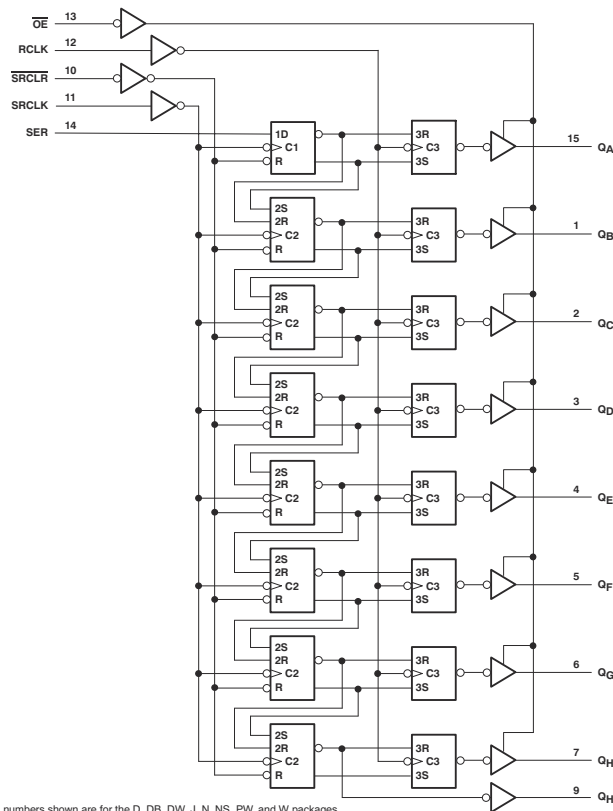 OE 13
RCLK 12
SRCLR 10
SRCLK 11
SER 14
1D
C1
R
3R
C3
3S
15 QA
2S
2R
C2
R
3R
C3
3S
1 QB
2S
2R
C2
R
3R
C3
3S
2 QC
2S
2R
C2
R
3R
C3
3S
3 QD
2S
2R
C2
R
3R
C3
3S
4 QE
2S
2R
C2
R
3R
C3
3S
5 QF
2S
2R
C2
R
3R
C3
3S
6 QG
2S
2R
C2
R
3R
C3
3S
7 QH
9 QH
numbers shown are for the D, DB, DW, J, N, NS, PW, and W packages